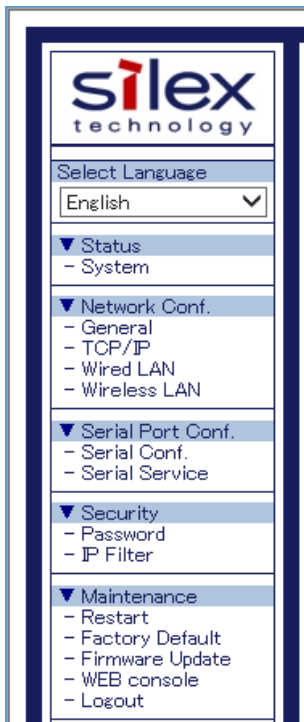 silex
technology
Select Language
English
▼ Status
- System
▼ Network Conf.
- General
- TCP/IP
- Wired LAN
- Wireless LAN
▼ Serial Port Conf.
- Serial Conf.
- Serial Service
▼ Security
- Password
- IP Filter
▼ Maintenance
- Restart
- Factory Default
- Firmware Update
- WEB console
- Logout